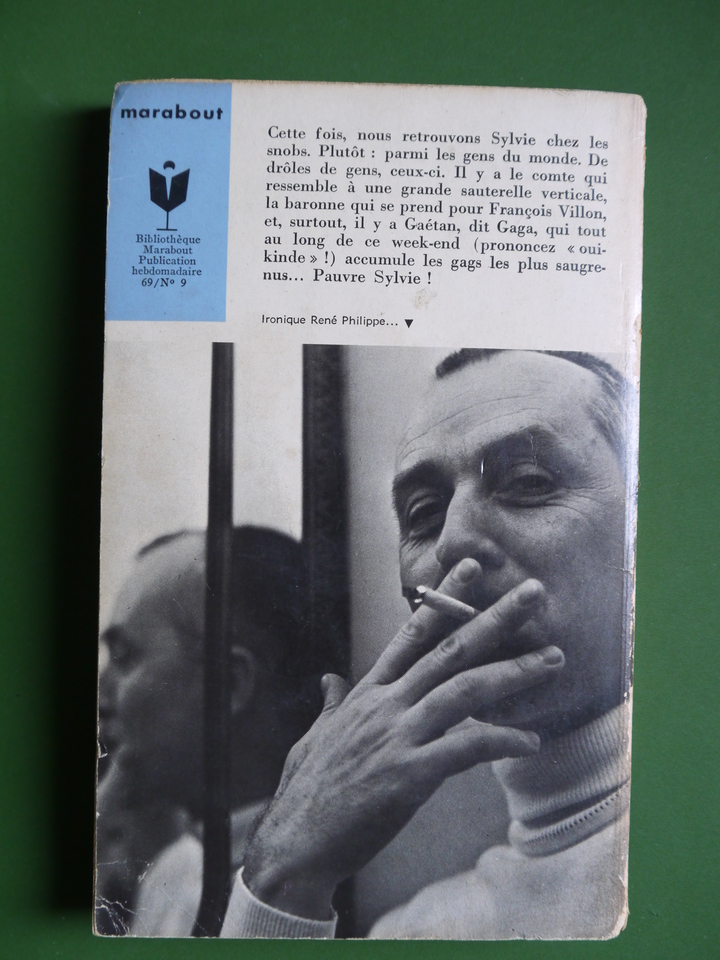 marabout
Bibliothèque
Marabout
Publication
hebdomadaire
69/Nº 9
Cette fois, nous retrouvons Sylvie chez les
snobs. Plutôt : parmi les gens du monde. De
drôles de gens, ceux-ci. Il y a le comte qui
ressemble à une grande sauterelle verticale,
la baronne qui se prend pour François Villon,
et, surtout, il y a Gaétan, dit Gaga, qui tout
au long de ce week-end (prononcez « oui-
kinde » !) accumule les gags les plus saugre-
nus... Pauvre Sylvie !
Ironique René Philippe... ▼